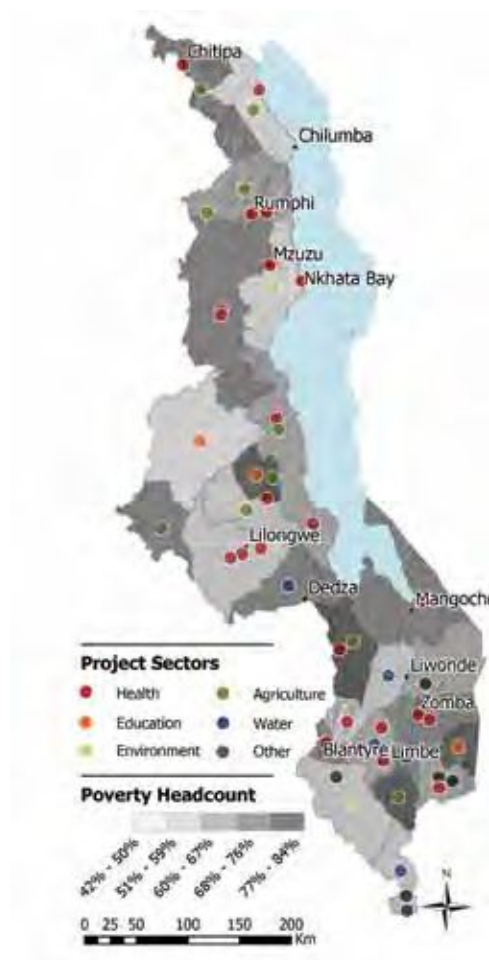 Chitipa
Chilumba
Rumphi
Mzuzu
Nkhata Bay
Lilongwe
Dedza
Mangoch
Liwonde
Zomba
Blantyre Limbe
Project Sectors
Health Agriculture
Education Water
Environment Other
Poverty Headcount
42% - 50%
51% - 59%
60% - 67%
68% - 76%
77% - 84%
N
0 25 50 100 150 200
Km